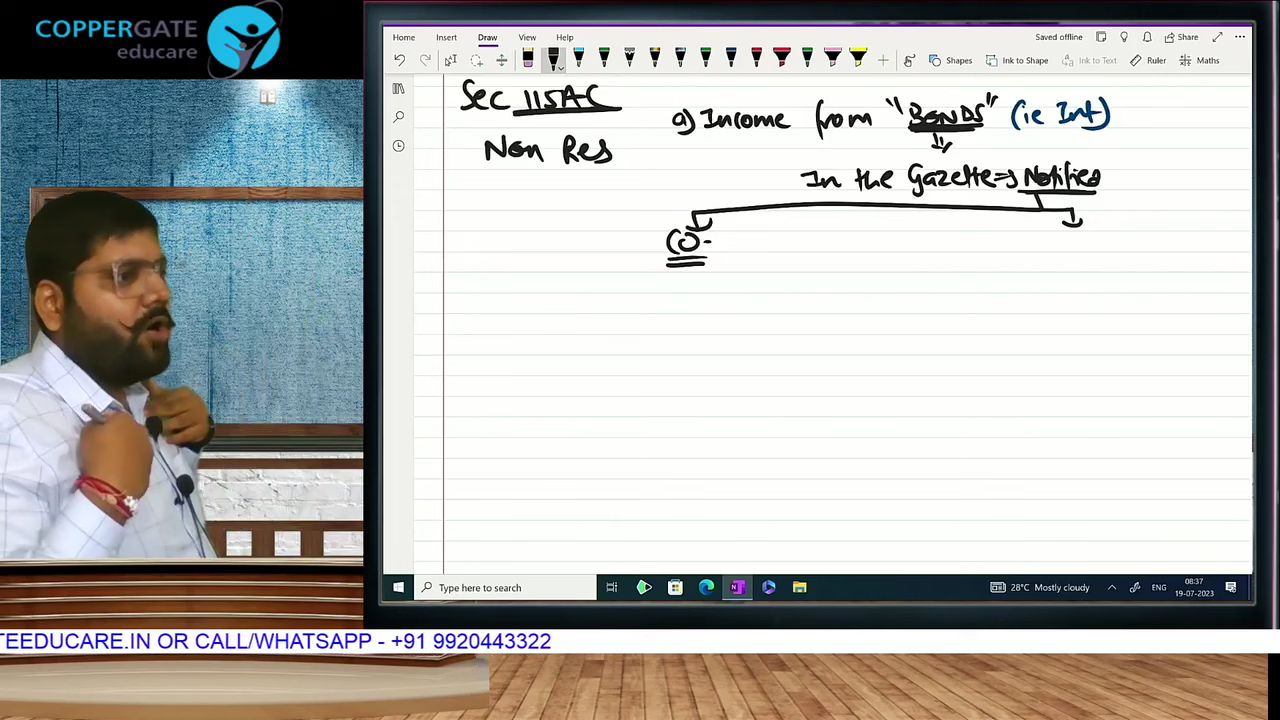 COPPERGATE
educare
Home Insert Draw View Help
Saved offline
Share
Shapes
Ink to Shape
Ink to Text
Ruler
Maths
Sec 115AC
Non Res
a) Income from "BONDS" (ie Int)
In the Gazette => Notified
Co.
Type here to search
28°C Mostly cloudy
ENG
08:37
19-07-2023
TEEDUCARE.IN OR CALL/WHATSAPP - +91 9920443322